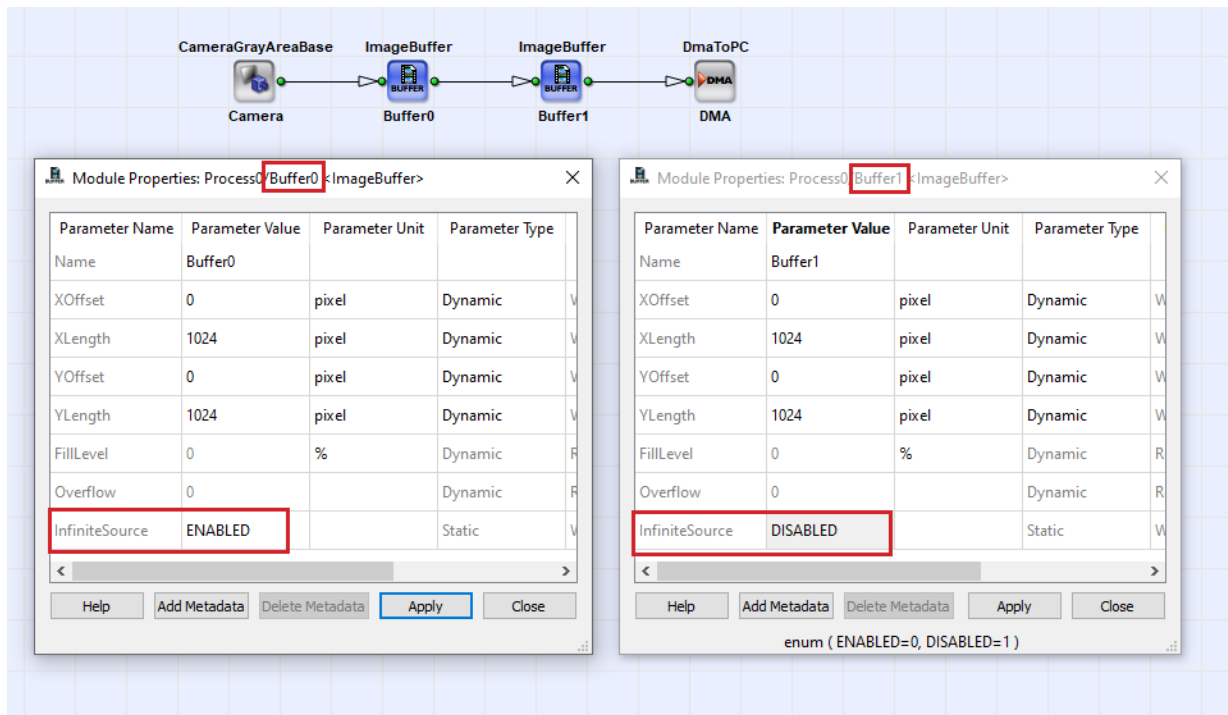 CameraGrayAreaBase ImageBuffer ImageBuffer DmaToPC
BUFFER BUFFER DMA
Camera Buffer0 Buffer1 DMA
Module Properties: Process0/Buffer0 <ImageBuffer>
Parameter Name Parameter Value Parameter Unit Parameter Type
Name Buffer0
XOffset 0 pixel Dynamic W
XLength 1024 pixel Dynamic W
YOffset 0 pixel Dynamic W
YLength 1024 pixel Dynamic W
FillLevel 0 % Dynamic R
Overflow 0 Dynamic R
InfiniteSource ENABLED Static W
Help Add Metadata Delete Metadata Apply Close
Module Properties: Process0/Buffer1 <ImageBuffer>
Parameter Name Parameter Value Parameter Unit Parameter Type
Name Buffer1
XOffset 0 pixel Dynamic W
XLength 1024 pixel Dynamic W
YOffset 0 pixel Dynamic W
YLength 1024 pixel Dynamic W
FillLevel 0 % Dynamic R
Overflow 0 Dynamic R
InfiniteSource DISABLED Static W
Help Add Metadata Delete Metadata Apply Close
enum ( ENABLED=0, DISABLED=1 )